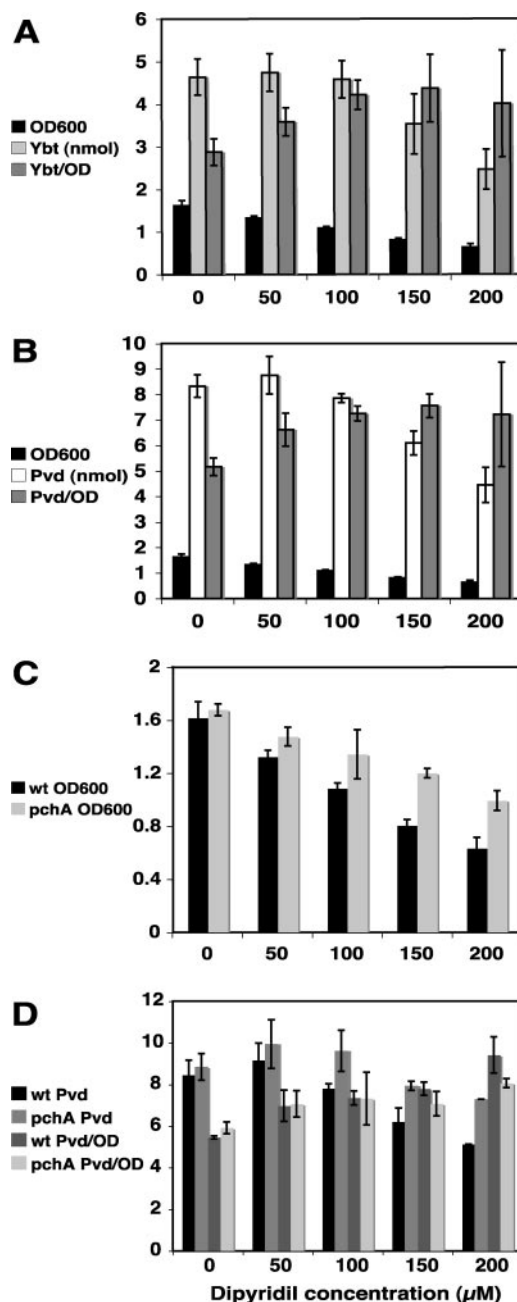 A
6
5
4
3
2
1
0
OD600
Ybt (nmol)
Ybt/OD
0 50 100 150 200
B
10
9
8
7
6
5
4
3
2
1
0
OD600
Pvd (nmol)
Pvd/OD
0 50 100 150 200
C
2
1.6
1.2
0.8
0.4
0
wt OD600
pchA OD600
0 50 100 150 200
D
12
10
8
6
4
2
0
wt Pvd
pchA Pvd
wt Pvd/OD
pchA Pvd/OD
0 50 100 150 200
Dipyridil concentration (µM)